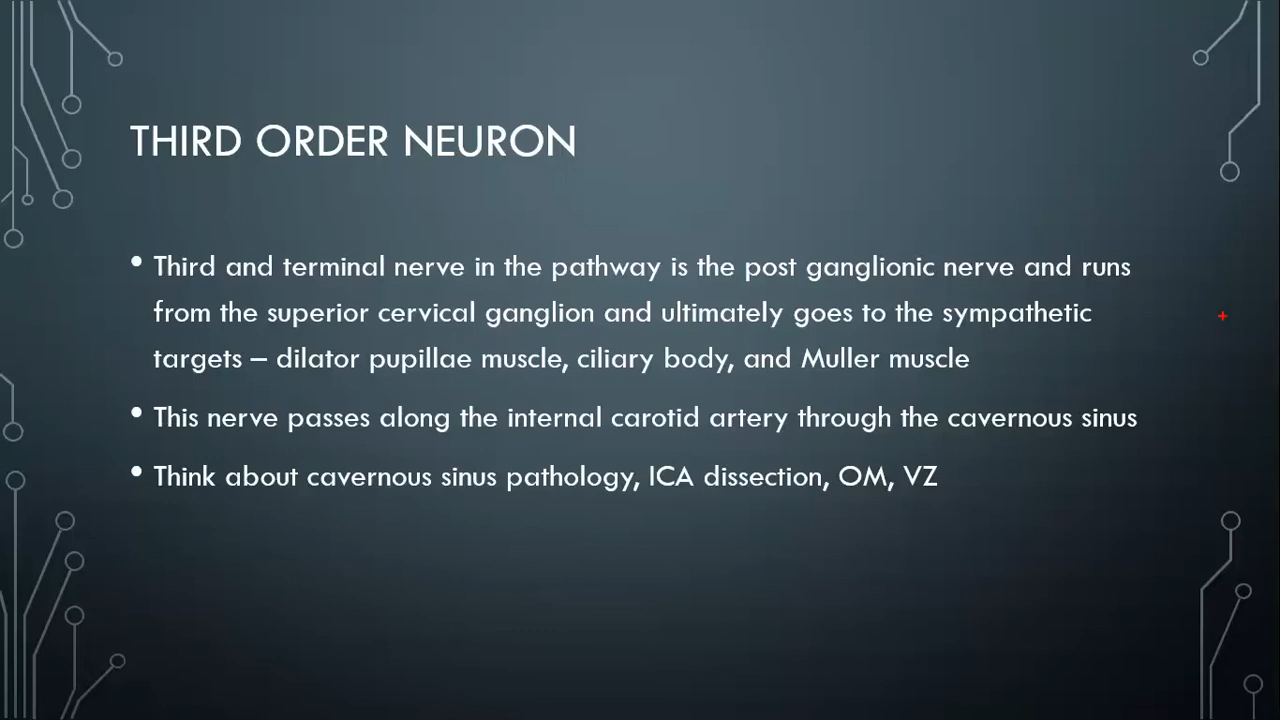 THIRD ORDER NEURON
• Third and terminal nerve in the pathway is the post ganglionic nerve and runs
from the superior cervical ganglion and ultimately goes to the sympathetic
targets – dilator pupillae muscle, ciliary body, and Muller muscle
• This nerve passes along the internal carotid artery through the cavernous sinus
• Think about cavernous sinus pathology, ICA dissection, OM, VZ